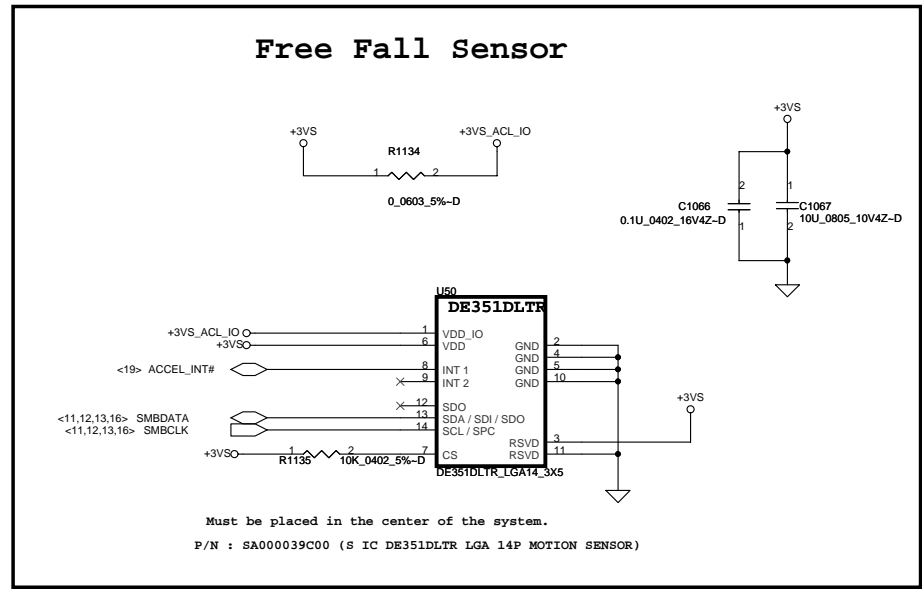 Free Fall Sensor
+3VS
+3VS_ACL_IO
R1134
1
2
0_0603_5%~D
+3VS
2
1
C1066
0.1U_0402_16V4Z~D
1
2
C1067
10U_0805_10V4Z~D
U50
DE351DLTR
+3VS_ACL_IO
1
VDD_IO
+3VS
6
VDD
GND
2
GND
4
<19> ACCEL_INT#
8
INT 1
GND
5
9
INT 2
GND
10
12
SDO
<11,12,13,16> SMBDATA
13
SDA / SDI / SDO
<11,12,13,16> SMBCLK
14
SCL / SPC
+3VS
RSVD
3
+3VS
1
2
7
CS
RSVD
11
R1135
10K_0402_5%~D
DE351DLTR_LGA14_3X5
Must be placed in the center of the system.
P/N : SA000039C00 (S IC DE351DLTR LGA 14P MOTION SENSOR)